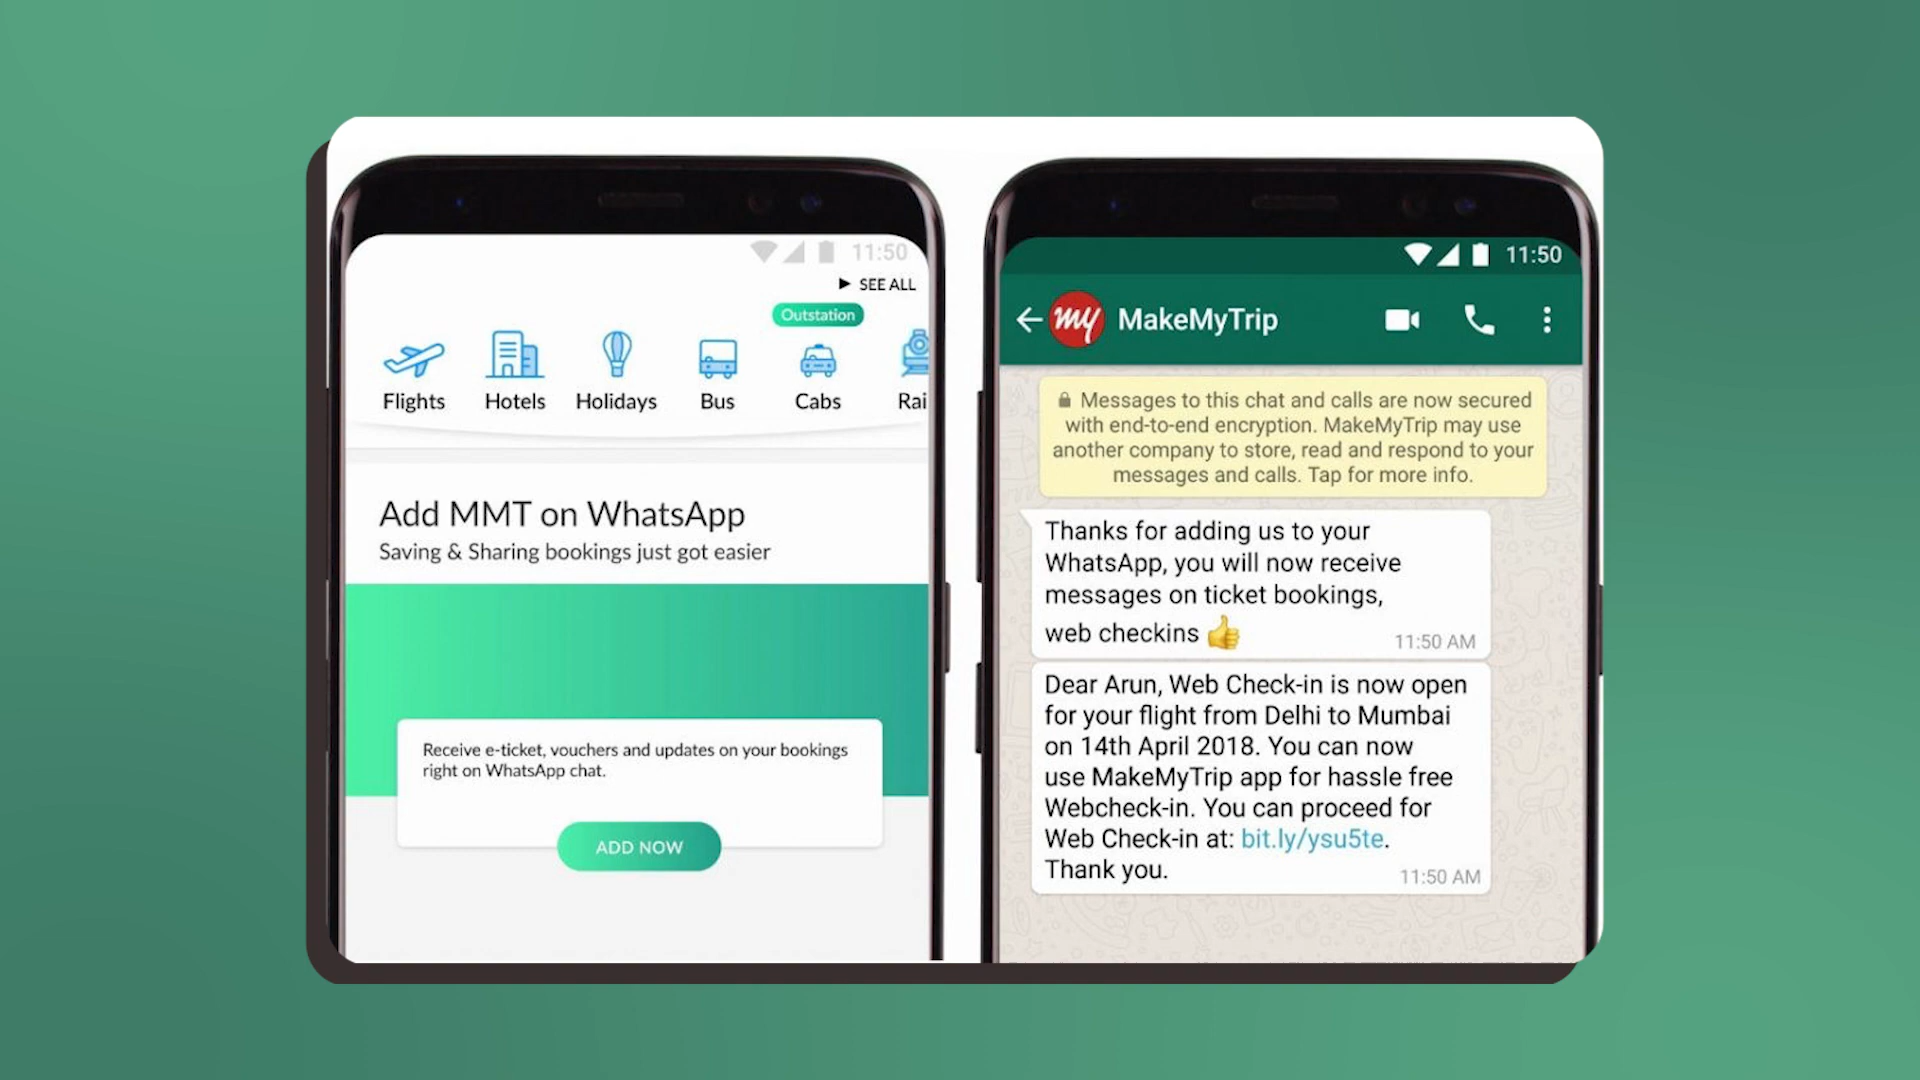 11:50
▶ SEE ALL
Outstation
Flights
Hotels
Holidays
Bus
Cabs
Rai
Add MMT on WhatsApp
Saving & Sharing bookings just got easier
Receive e-ticket, vouchers and updates on your bookings
right on WhatsApp chat.
ADD NOW
11:50
my MakeMyTrip
Messages to this chat and calls are now secured
with end-to-end encryption. MakeMyTrip may use
another company to store, read and respond to your
messages and calls. Tap for more info.
Thanks for adding us to your
WhatsApp, you will now receive
messages on ticket bookings,
web checkins 👍 11:50 AM
Dear Arun, Web Check-in is now open
for your flight from Delhi to Mumbai
on 14th April 2018. You can now
use MakeMyTrip app for hassle free
Webcheck-in. You can proceed for
Web Check-in at: bit.ly/ysu5te.
Thank you. 11:50 AM